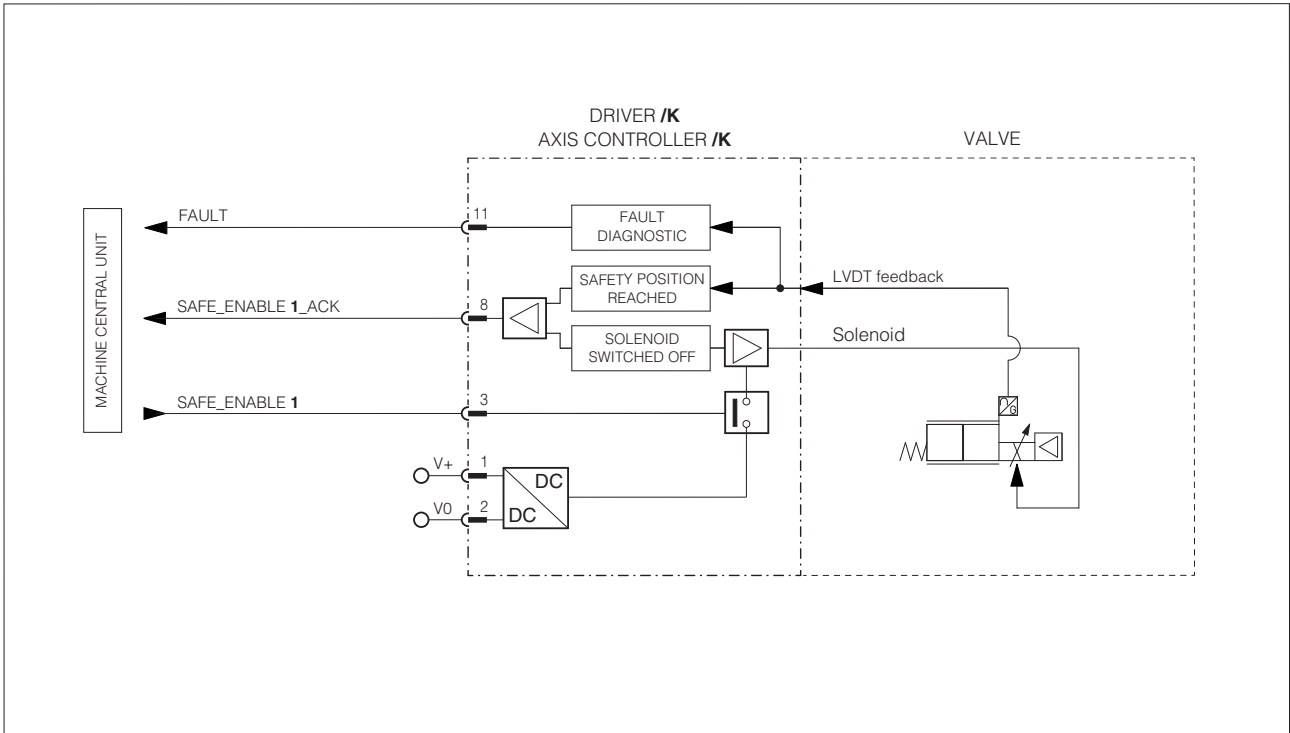 DRIVER /K
AXIS CONTROLLER /K
VALVE
MACHINE CENTRAL UNIT
FAULT
11
FAULT
DIAGNOSTIC
SAFETY POSITION
REACHED
LVDT feedback
SAFE_ENABLE 1_ACK
8
SOLENOID
SWITCHED OFF
Solenoid
SAFE_ENABLE 1
3
G
V+
1
DC
V0
2
DC